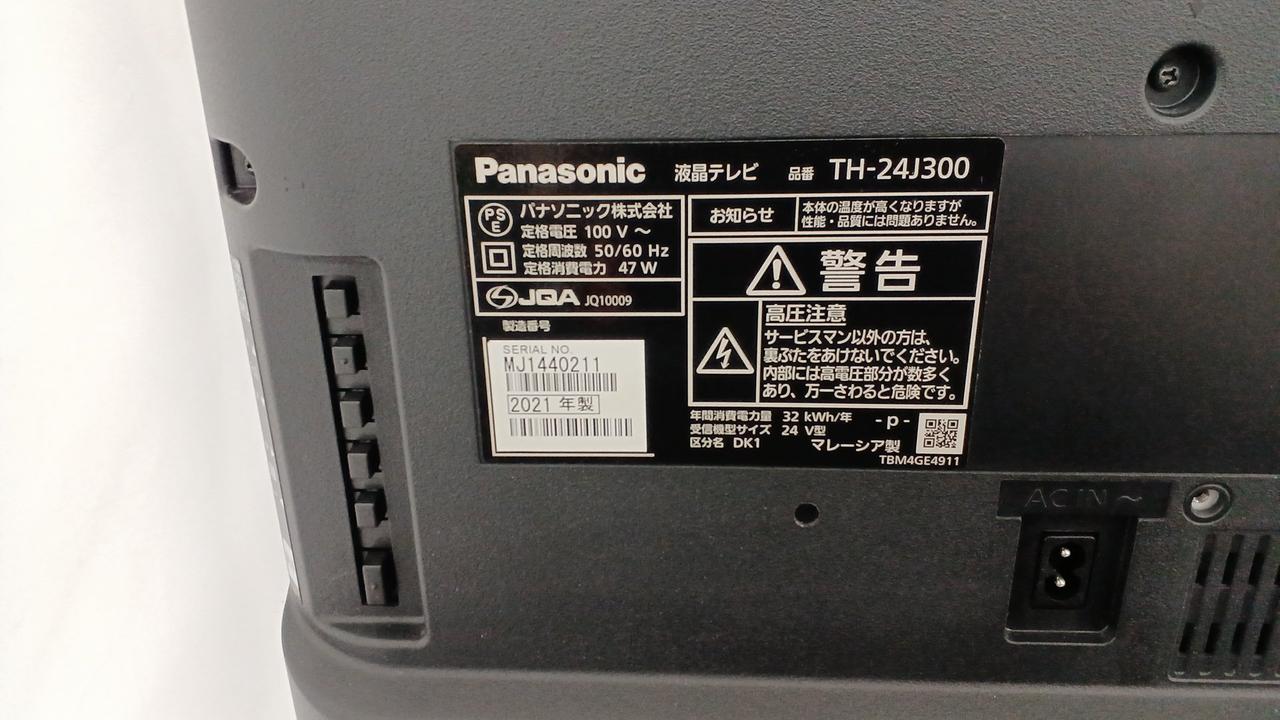 Panasonic 液晶テレビ 品番 TH-24J300
PS
E
パナソニック株式会社
定格電圧 100 V ～
定格周波数 50/60 Hz
定格消費電力 47 W
JQA JQ10009
製造番号
SERIAL NO.
MJ1440211
2021 年製
お知らせ
本体の温度が高くなりますが
性能・品質には問題ありません。
警告
高圧注意
サービスマン以外の方は、
裏ぶたをあけないでください。
内部には高電圧部分が数多く
あり、万一さわると危険です。
年間消費電力量 32 kWh/年
受信機型サイズ 24 V型
区分名 DK1
-p-
マレーシア製
TBM4GE4911
AC IN ～